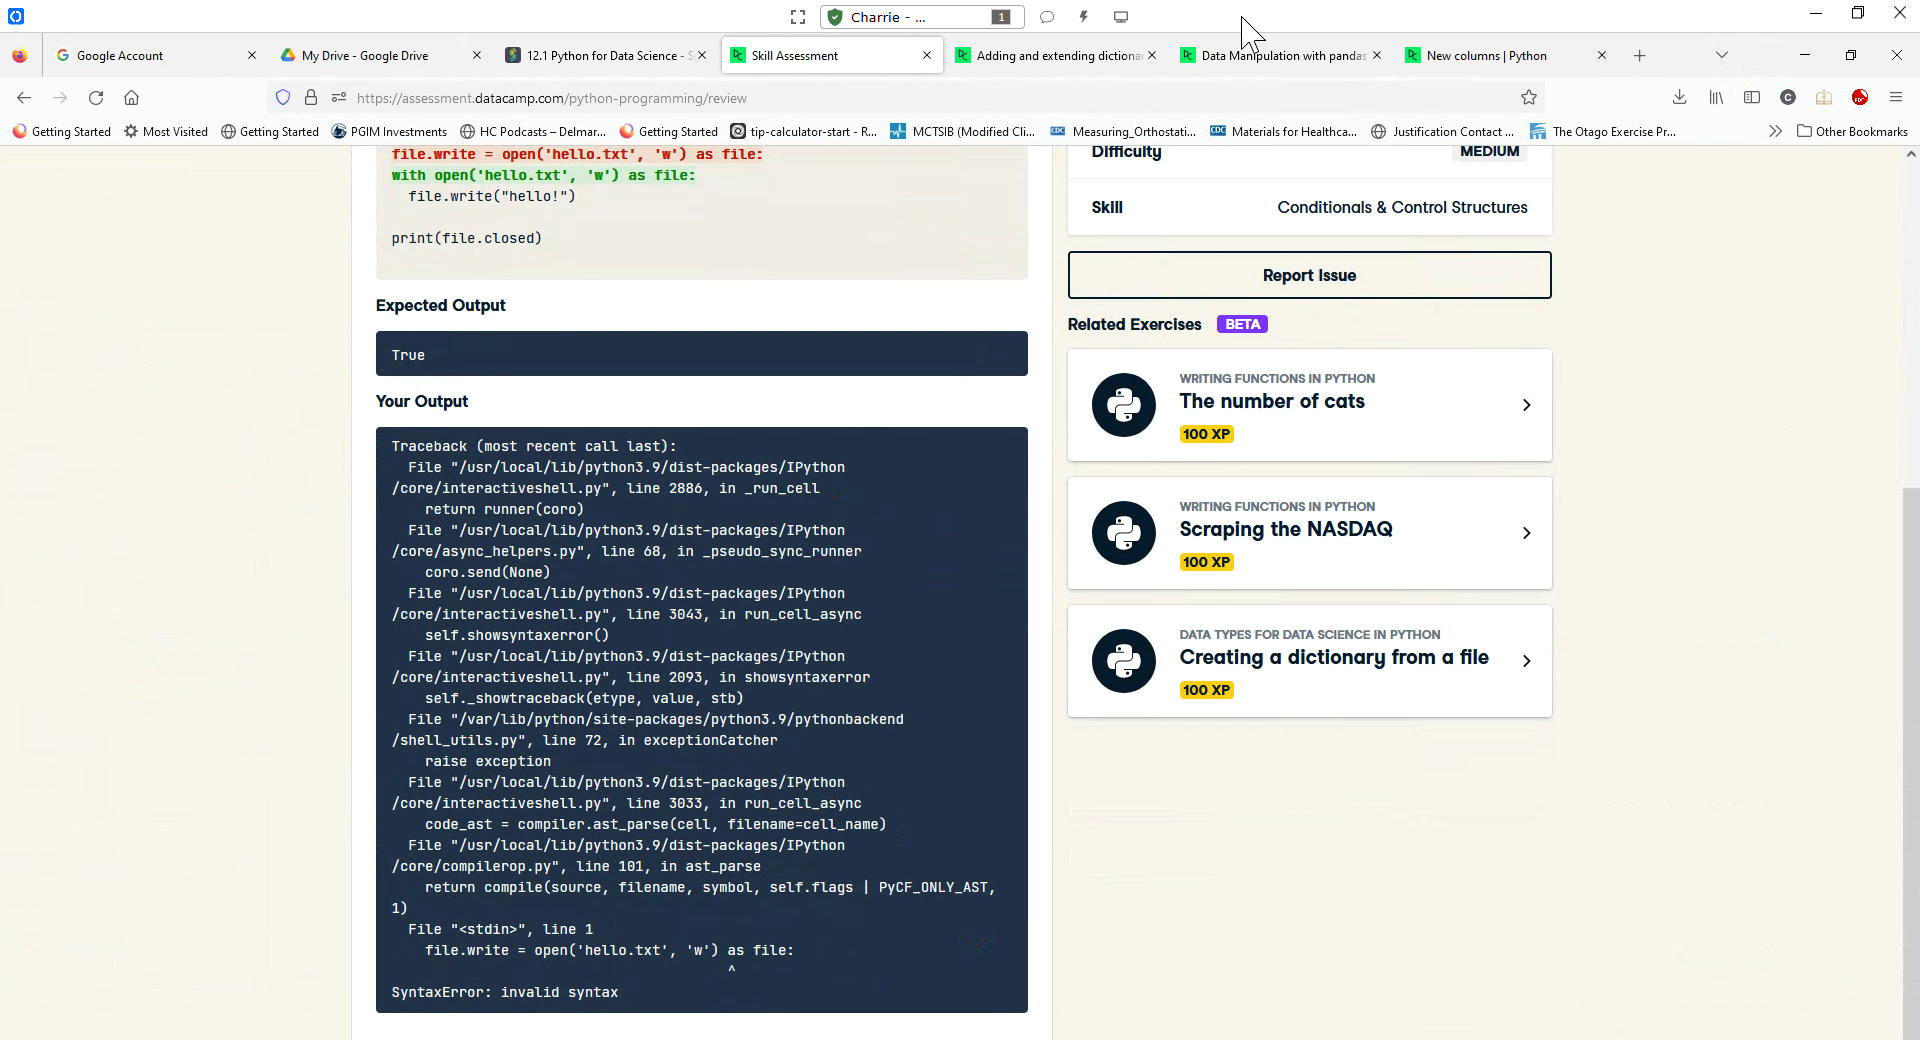 Charrie - ...
1
Google Account
My Drive - Google Drive
12.1 Python for Data Science - S
Skill Assessment
Adding and extending dictionar
Data Manipulation with pandas
New columns | Python
https://assessment.datacamp.com/python-programming/review
C
Getting Started
Most Visited
Getting Started
PGIM Investments
HC Podcasts – Delmar...
Getting Started
tip-calculator-start - R...
MCTSIB (Modified Cli...
Measuring_Orthostati...
Materials for Healthca...
Justification Contact ...
The Otago Exercise Pr...
Other Bookmarks
file.write = open('hello.txt', 'w') as file:
with open('hello.txt', 'w') as file:
file.write("hello!")
print(file.closed)
Expected Output
True
Your Output
Traceback (most recent call last):
File "/usr/local/lib/python3.9/dist-packages/IPython
/core/interactiveshell.py", line 2886, in _run_cell
return runner(coro)
File "/usr/local/lib/python3.9/dist-packages/IPython
/core/async_helpers.py", line 68, in _pseudo_sync_runner
coro.send(None)
File "/usr/local/lib/python3.9/dist-packages/IPython
/core/interactiveshell.py", line 3043, in run_cell_async
self.showsyntaxerror()
File "/usr/local/lib/python3.9/dist-packages/IPython
/core/interactiveshell.py", line 2093, in showsyntaxerror
self._showtraceback(etype, value, stb)
File "/var/lib/python/site-packages/python3.9/pythonbackend
/shell_utils.py", line 72, in exceptionCatcher
raise exception
File "/usr/local/lib/python3.9/dist-packages/IPython
/core/interactiveshell.py", line 3033, in run_cell_async
code_ast = compiler.ast_parse(cell, filename=cell_name)
File "/usr/local/lib/python3.9/dist-packages/IPython
/core/compilerop.py", line 101, in ast_parse
return compile(source, filename, symbol, self.flags | PyCF_ONLY_AST,
1)
File "<stdin>", line 1
file.write = open('hello.txt', 'w') as file:
^
SyntaxError: invalid syntax
Difficulty
MEDIUM
Skill
Conditionals & Control Structures
Report Issue
Related Exercises
BETA
WRITING FUNCTIONS IN PYTHON
The number of cats
100 XP
WRITING FUNCTIONS IN PYTHON
Scraping the NASDAQ
100 XP
DATA TYPES FOR DATA SCIENCE IN PYTHON
Creating a dictionary from a file
100 XP